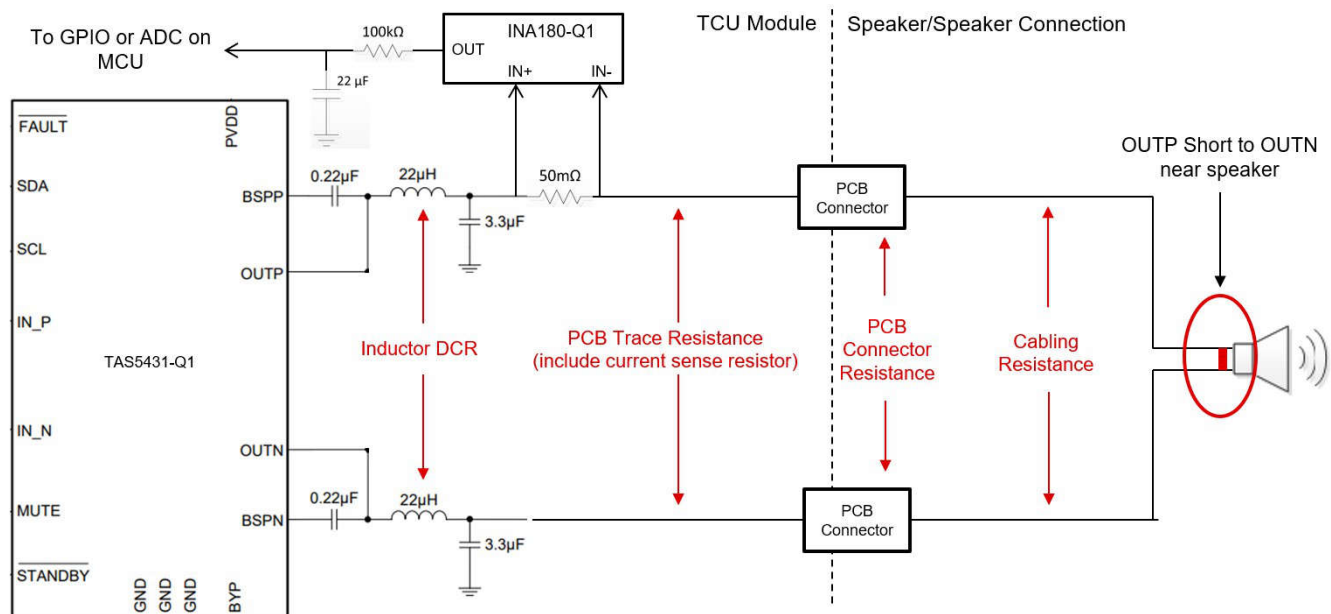 To GPIO or ADC on
MCU
100kΩ
22 µF
INA180-Q1
OUT
IN+
IN-
TCU Module
Speaker/Speaker Connection
FAULT
SDA
SCL
IN_P
IN_N
MUTE
STANDBY
PVDD
TAS5431-Q1
BSPP
OUTP
OUTN
BSPN
GND
GND
GND
BYP
0.22µF
22µH
3.3µF
50mΩ
PCB
Connector
OUTP Short to OUTN
near speaker
Inductor DCR
PCB Trace Resistance
(include current sense resistor)
PCB
Connector
Resistance
Cabling
Resistance
0.22µF
22µH
3.3µF
PCB
Connector